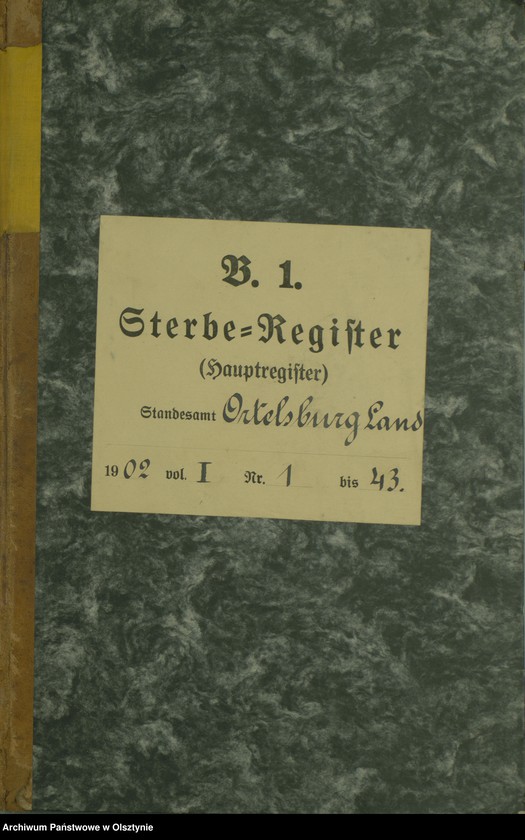 B. 1.
Sterbe=Register
(Hauptregister)
Standesamt Ortelsburg Land
1902 vol. I Nr. 1 bis 43.
Archiwum Państwowe w Olsztynie